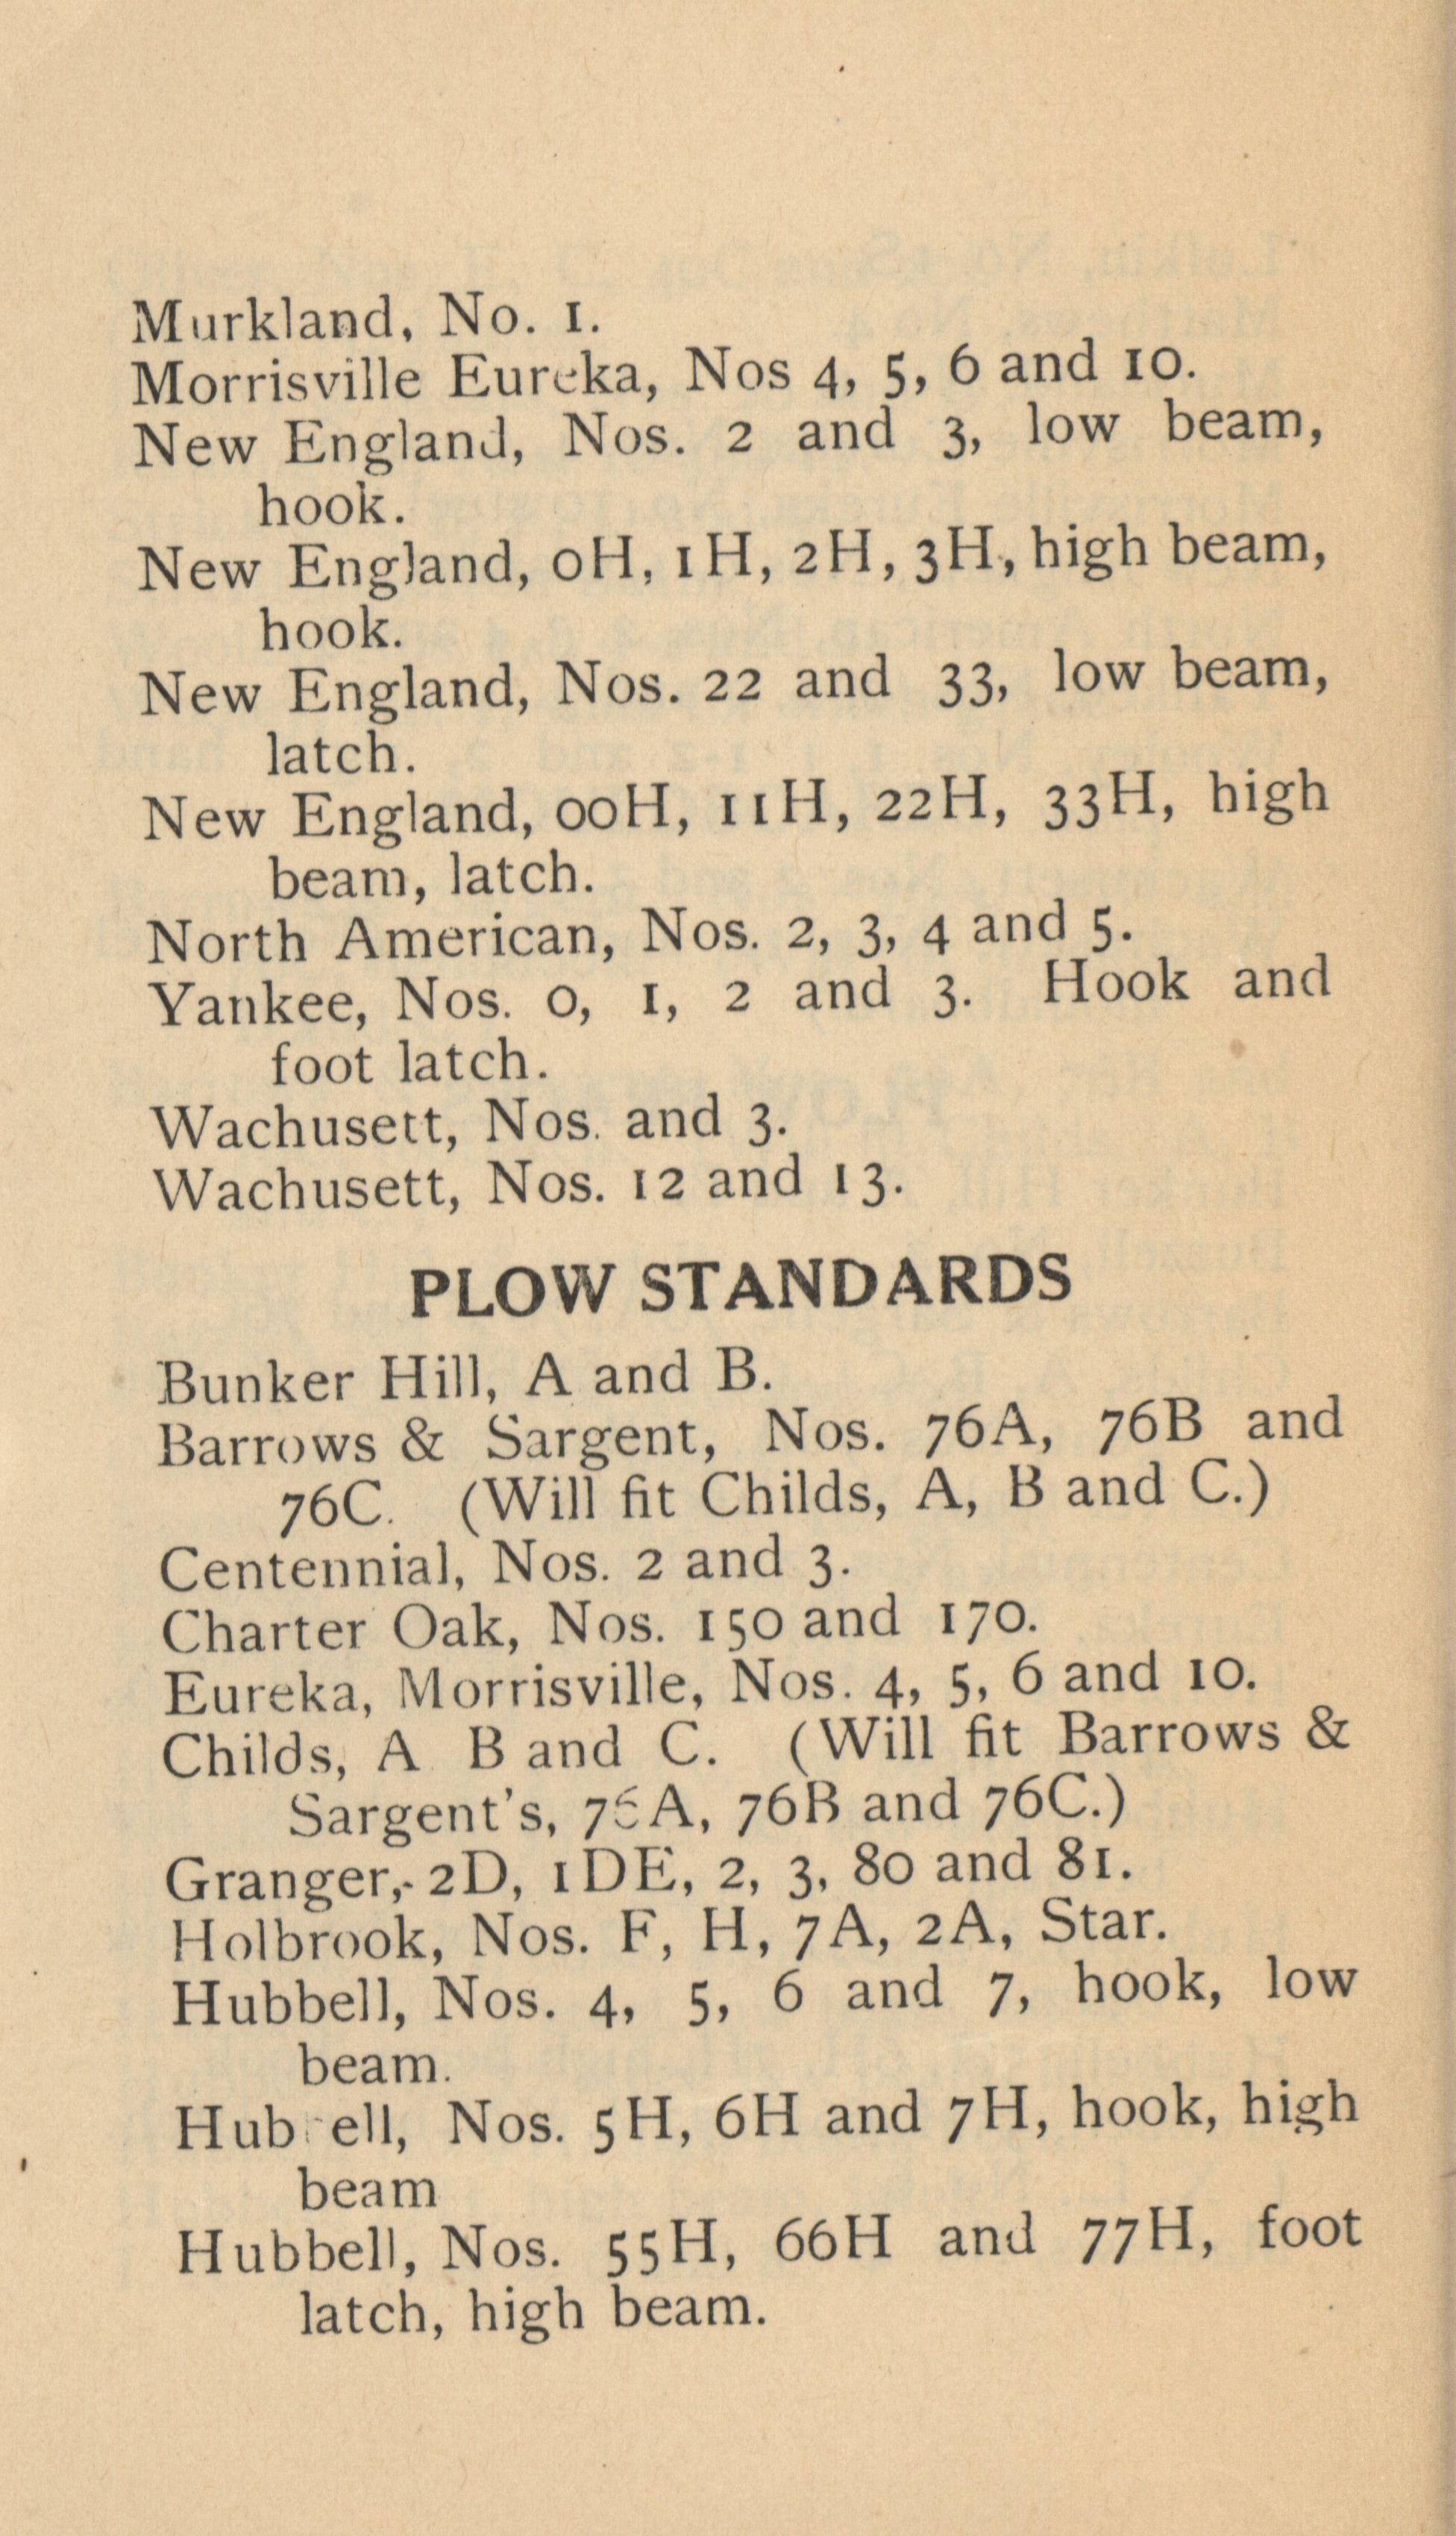 Murkland, No. 1.
Morrisville Eureka, Nos 4, 5, 6 and 10.
New England, Nos. 2 and 3, low beam,
hook.
New England, 0H, 1H, 2H, 3H, high beam,
hook.
New England, Nos. 22 and 33, low beam,
latch.
New England, 00H, 11H, 22H, 33H, high
beam, latch.
North American, Nos. 2, 3, 4 and 5.
Yankee, Nos. 0, 1, 2 and 3. Hook and
foot latch.
Wachusett, Nos. and 3.
Wachusett, Nos. 12 and 13.
PLOW STANDARDS
Bunker Hill, A and B.
Barrows & Sargent, Nos. 76A, 76B and
76C. (Will fit Childs, A, B and C.)
Centennial, Nos. 2 and 3.
Charter Oak, Nos. 150 and 170.
Eureka, Morrisville, Nos. 4, 5, 6 and 10.
Childs, A B and C. (Will fit Barrows &
Sargent's, 76A, 76B and 76C.)
Granger, 2D, 1DE, 2, 3, 80 and 81.
Holbrook, Nos. F, H, 7A, 2A, Star.
Hubbell, Nos. 4, 5, 6 and 7, hook, low
beam.
Hubbell, Nos. 5H, 6H and 7H, hook, high
beam
Hubbell, Nos. 55H, 66H and 77H, foot
latch, high beam.